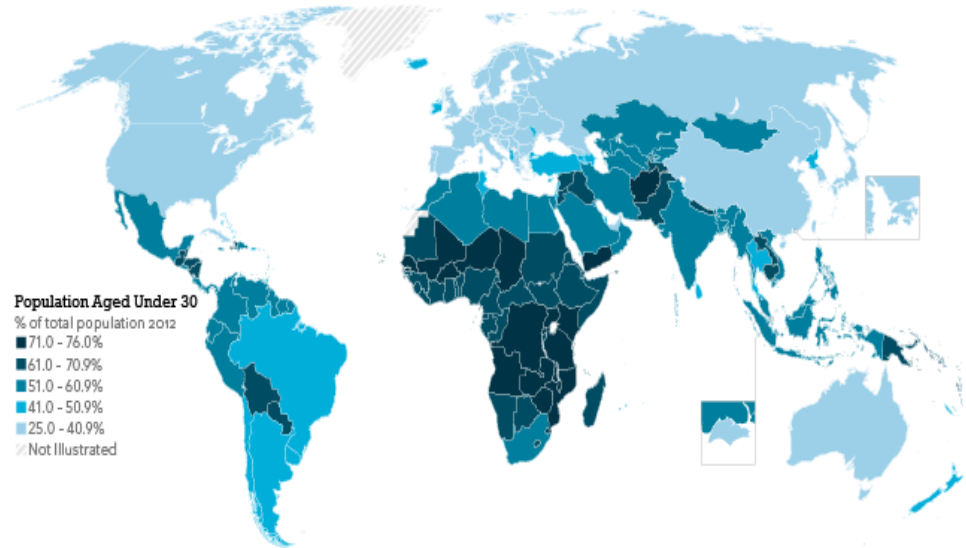 Population Aged Under 30
% of total population 2012
71.0 - 76.0%
61.0 - 70.9%
51.0 - 60.9%
41.0 - 50.9%
25.0 - 40.9%
Not Illustrated